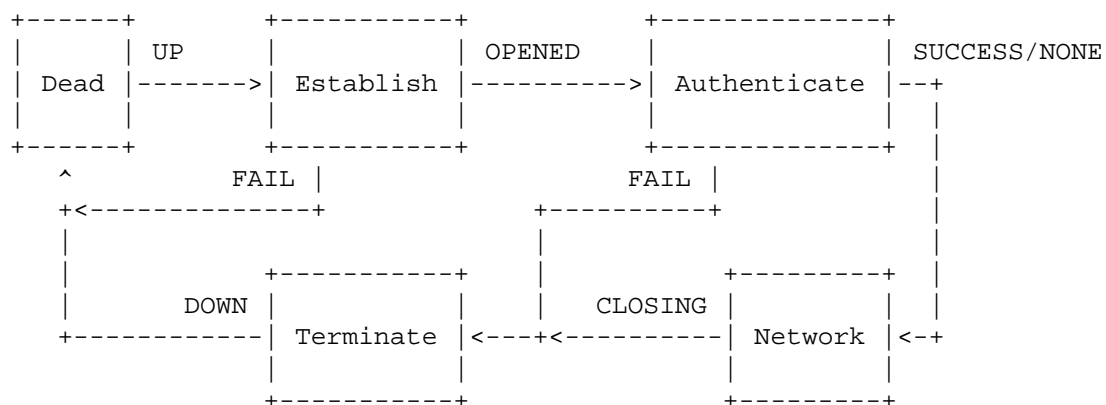 +------+        +-----------+           +--------------+
|      | UP     |           | OPENED    |              | SUCCESS/NONE
| Dead |------->| Establish |---------->| Authenticate |--+
|      |        |           |           |              |  |
+------+        +-----------+           +--------------+  |
   ^          FAIL |                   FAIL |             |
   +<--------------+             +----------+             |
   |                             |                        |
   |            +-----------+    |           +---------+  |
   |       DOWN |           |    |   CLOSING |         |  |
   +------------| Terminate |<---+<----------| Network |<-+
                |           |                |         |
                +-----------+                +---------+